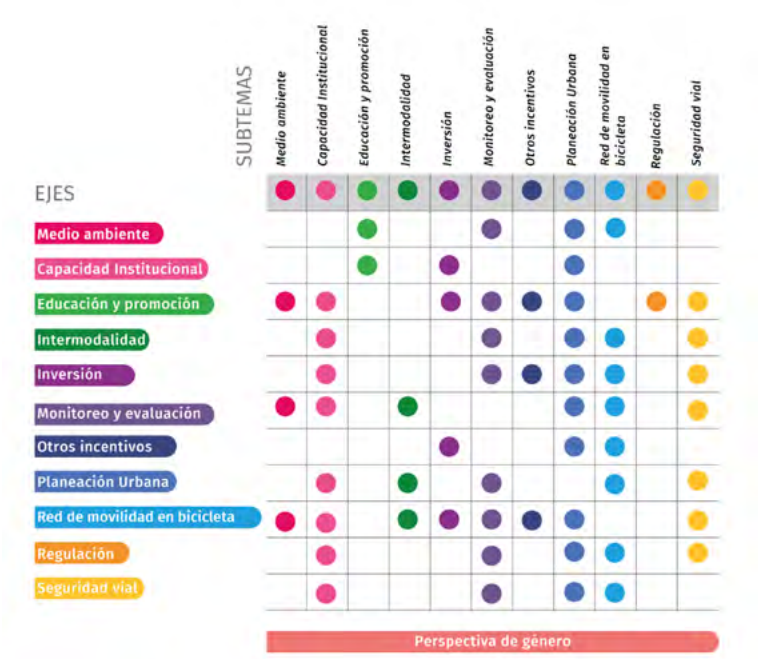 SUBTEMAS
Medio ambiente
Capacidad Institucional
Educación y promoción
Intermodalidad
Inversión
Monitoreo y evaluación
Otros incentivos
Planeación Urbana
Red de movilidad en
bicicleta
Regulación
Seguridad vial
EJES
Medio ambiente
Capacidad Institucional
Educación y promoción
Intermodalidad
Inversión
Monitoreo y evaluación
Otros incentivos
Planeación Urbana
Red de movilidad en bicicleta
Regulación
Seguridad vial
Perspectiva de género